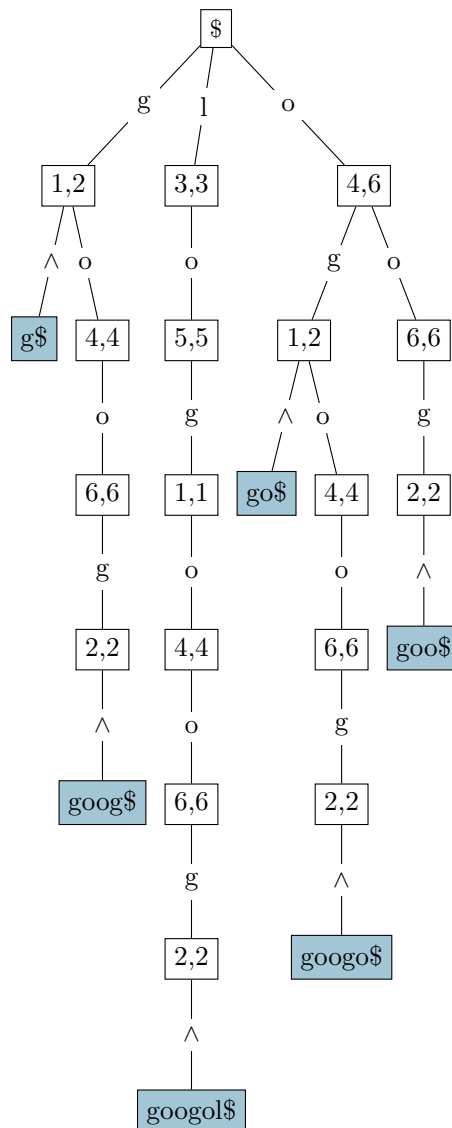 $
g l o
1,2 3,3 4,6
^ o o g o
g$ 4,4 5,5 1,2 6,6
o g ^ o g
6,6 1,1 go$ 4,4 2,2
g o o ^
2,2 4,4 6,6 goo$
^ o g
goog$ 6,6 2,2
g ^
2,2 googo$
^
googol$